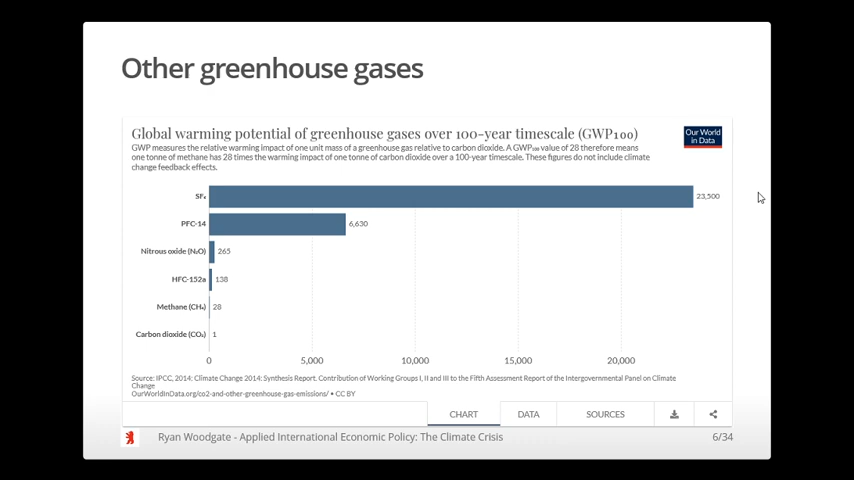 Other greenhouse gases
Global warming potential of greenhouse gases over 100-year timescale (GWP100)
Our World
in Data
GWP measures the relative warming impact of one unit mass of a greenhouse gas relative to carbon dioxide. A GWP₁₀₀ value of 28 therefore means
one tonne of methane has 28 times the warming impact of one tonne of carbon dioxide over a 100-year timescale. These figures do not include climate
change feedback effects.
SF₆ 23,500
PFC-14 6,630
Nitrous oxide (N₂O) 265
HFC-152a 138
Methane (CH₄) 28
Carbon dioxide (CO₂) 1
0 5,000 10,000 15,000 20,000
Source: IPCC, 2014: Climate Change 2014: Synthesis Report. Contribution of Working Groups I, II and III to the Fifth Assessment Report of the Intergovernmental Panel on Climate
Change
OurWorldInData.org/co2-and-other-greenhouse-gas-emissions/ • CC BY
CHART DATA SOURCES
Ryan Woodgate - Applied International Economic Policy: The Climate Crisis 6/34